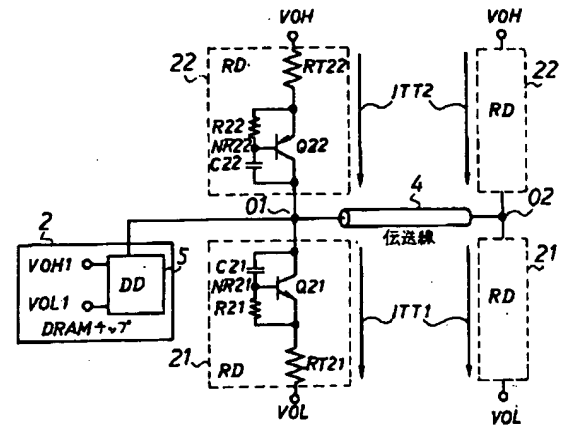 VOH
VOH
22
RD
RT22
22
R22
NR22
C22
Q22
ITT2
RD
01
4
02
伝送線
2
5
VOH1
VOL1
DD
DRAMチップ
C21
NR21
R21
Q21
ITT1
21
RD
21
RD
RT21
VOL
VOL